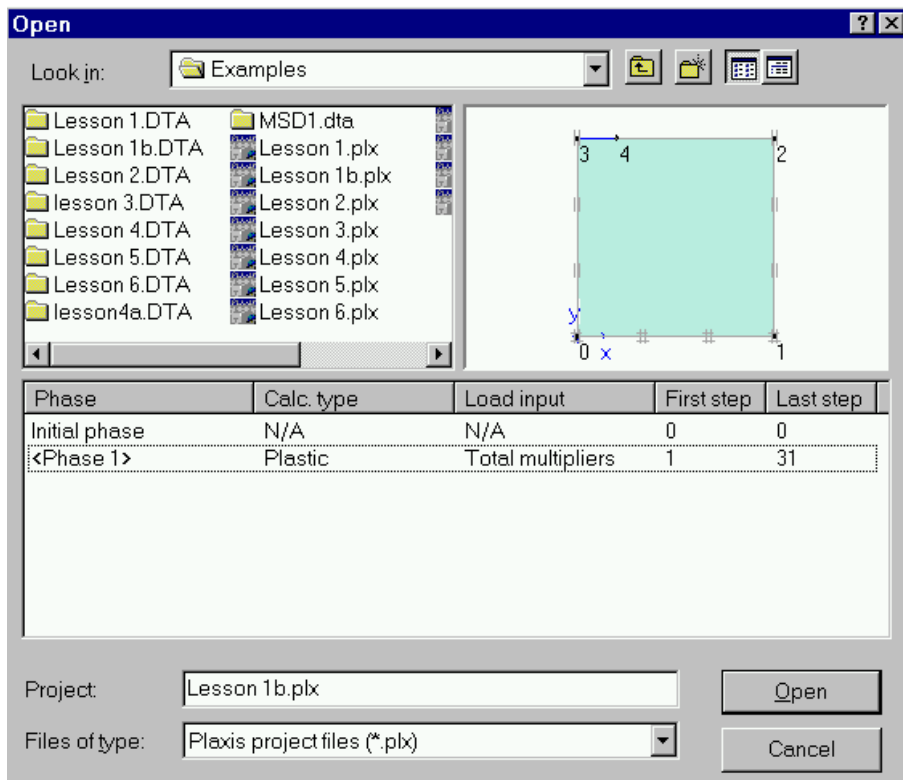 Open
Look in: Examples
Lesson 1.DTA MSD1.dta
Lesson 1b.DTA Lesson 1.plx
Lesson 2.DTA Lesson 1b.plx
lesson 3.DTA Lesson 2.plx
Lesson 4.DTA Lesson 3.plx
Lesson 5.DTA Lesson 4.plx
Lesson 6.DTA Lesson 5.plx
lesson4a.DTA Lesson 6.plx
3 4 2
y
0 x 1
Phase Calc. type Load input First step Last step
Initial phase N/A N/A 0 0
<Phase 1> Plastic Total multipliers 1 31
Project: Lesson 1b.plx Open
Files of type: Plaxis project files (*.plx) Cancel